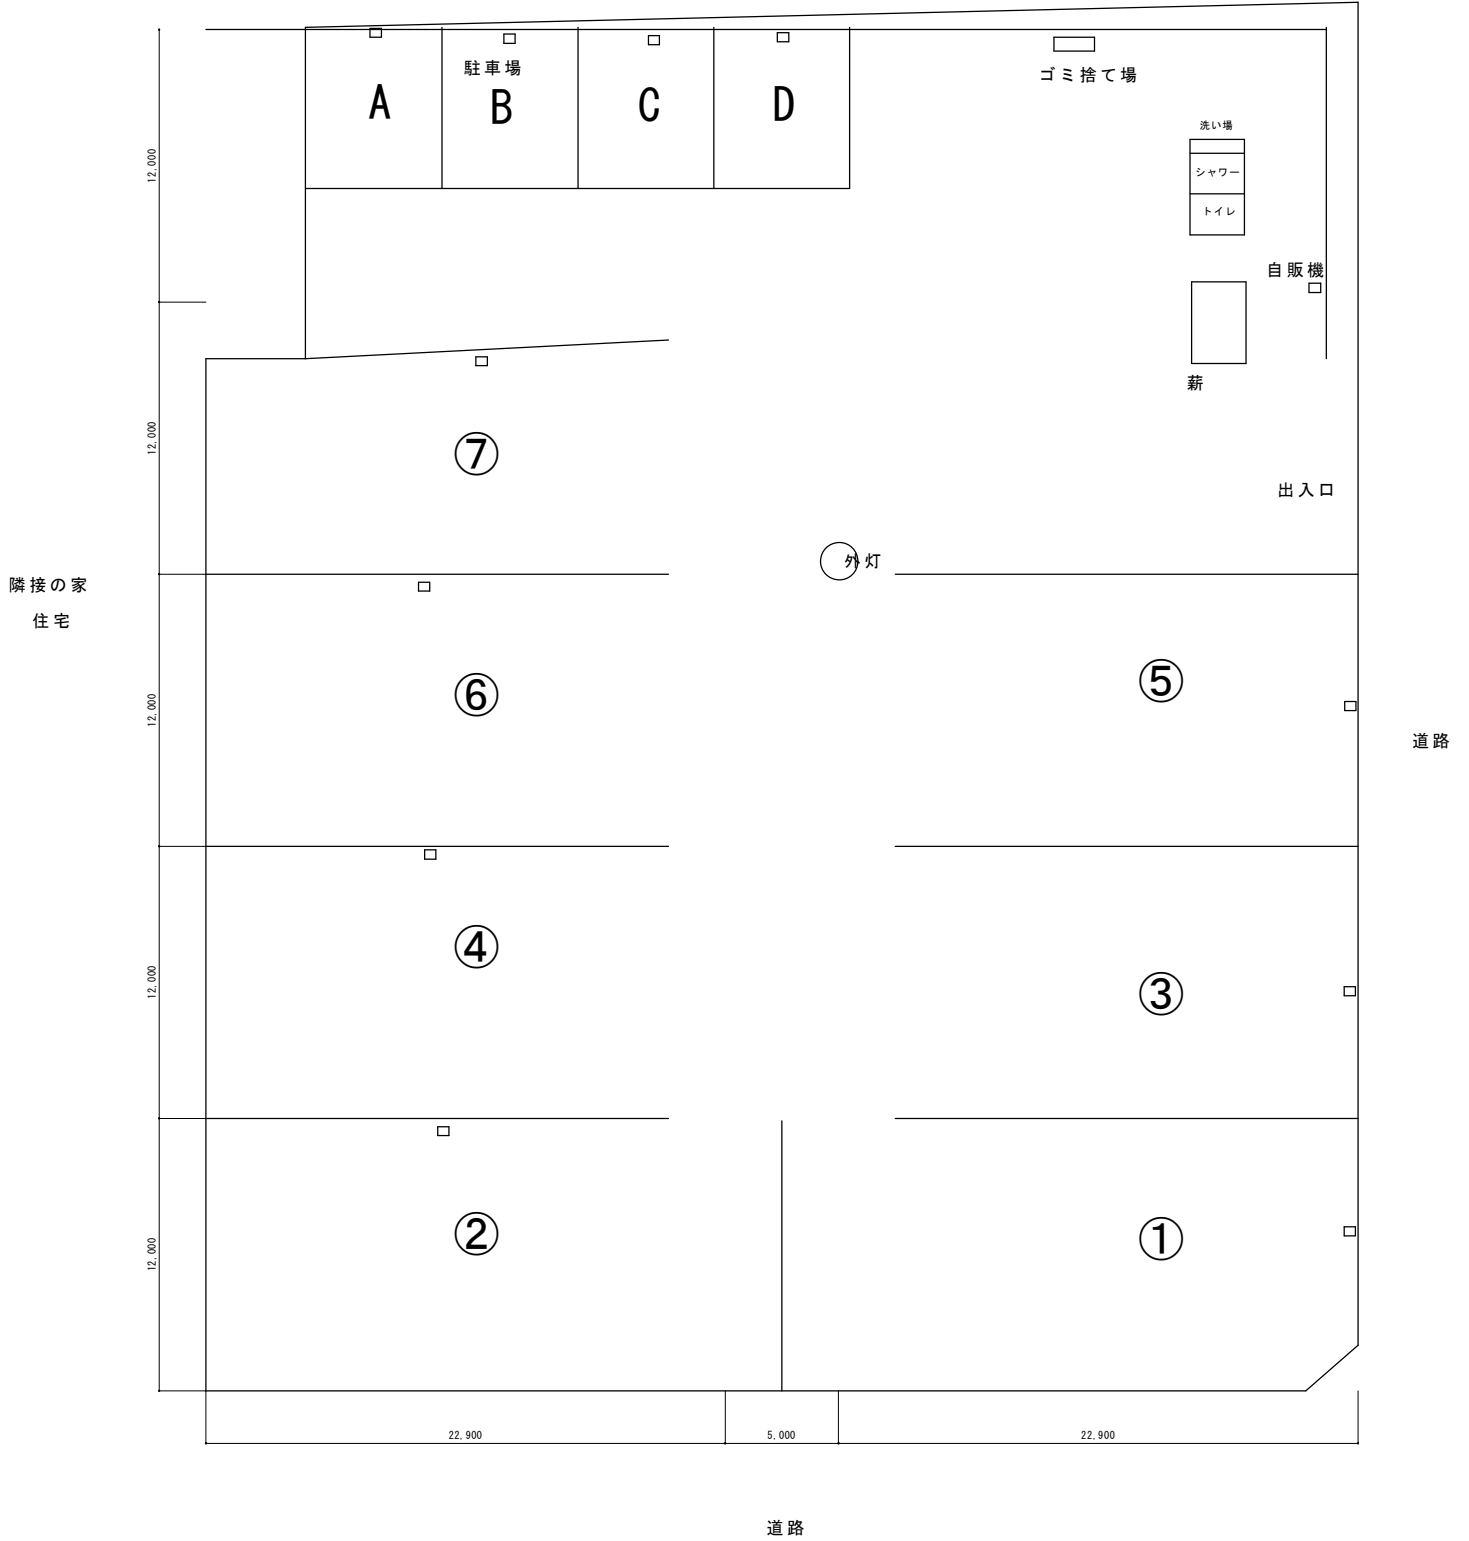 駐車場
A
B
C
D
ゴミ捨て場
洗い場
シャワー
トイレ
12,000
自販機
薪
12,000
⑦
出入口
外灯
隣接の家
住宅
⑥
⑤
12,000
道路
④
③
12,000
②
①
12,000
22,900
5,000
22,900
道路